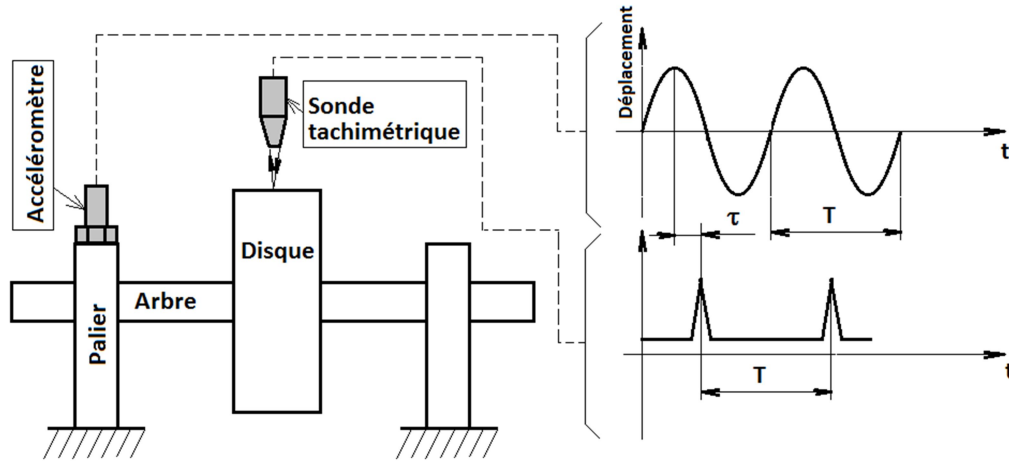 Accéléromètre
Sonde
tachimétrique
Disque
Arbre
Palier
Déplacement
t
τ
T
T
t